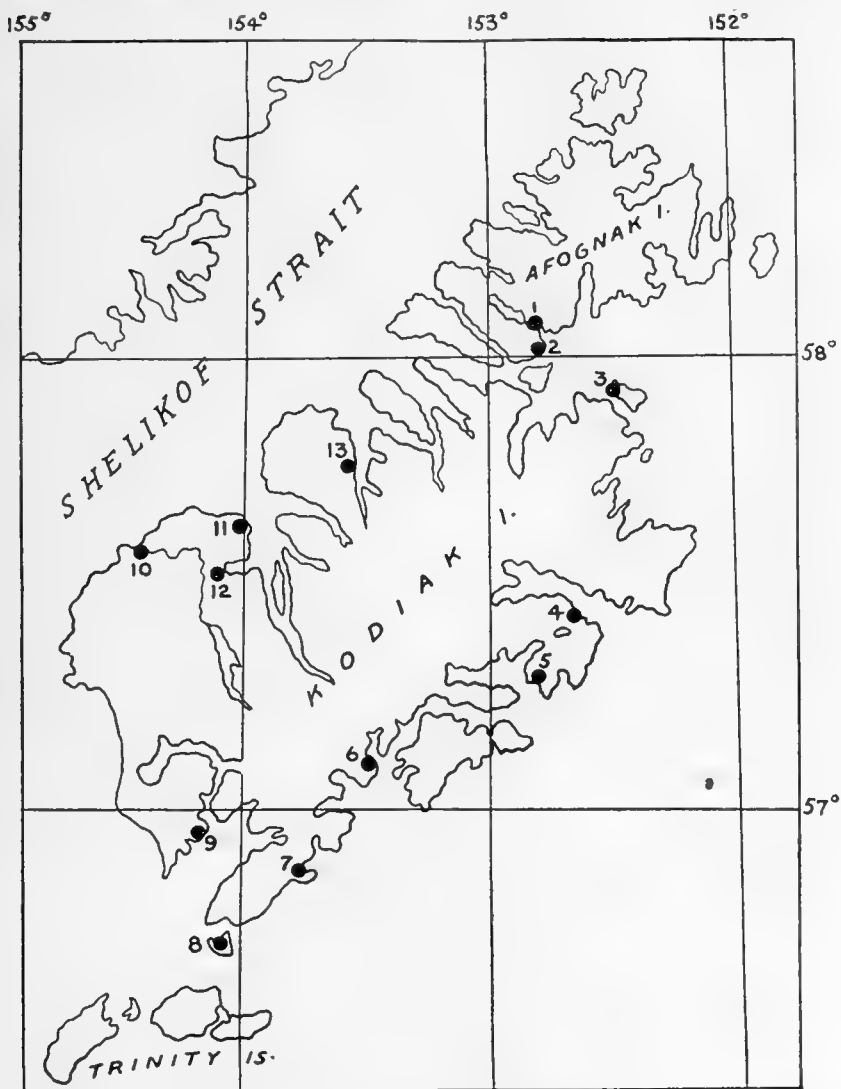 155° 154° 153° 152°
STRAIT
AFOGNAK I.
1
2
58°
3
SHELIKOF
13
I.
11
10
12
KODIAK
4
5
6
57°
9
7
8
TRINITY IS.